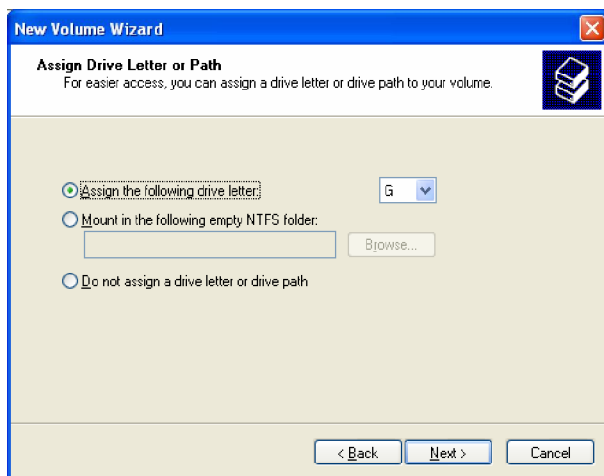 New Volume Wizard
Assign Drive Letter or Path
For easier access, you can assign a drive letter or drive path to your volume.
Assign the following drive letter: G
Mount in the following empty NTFS folder:
Browse...
Do not assign a drive letter or drive path
< Back Next > Cancel